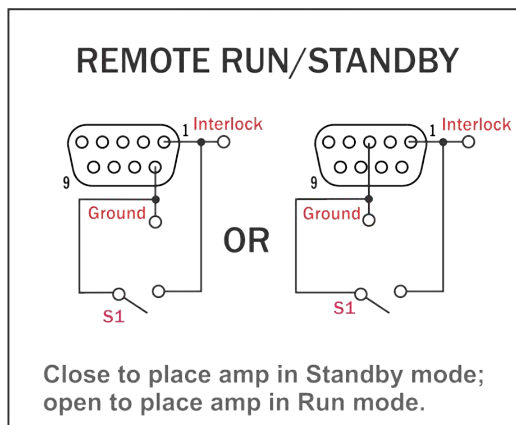 REMOTE RUN/STANDBY
1 Interlock
9
Ground
S1
OR
1 Interlock
9
Ground
S1
Close to place amp in Standby mode;
open to place amp in Run mode.